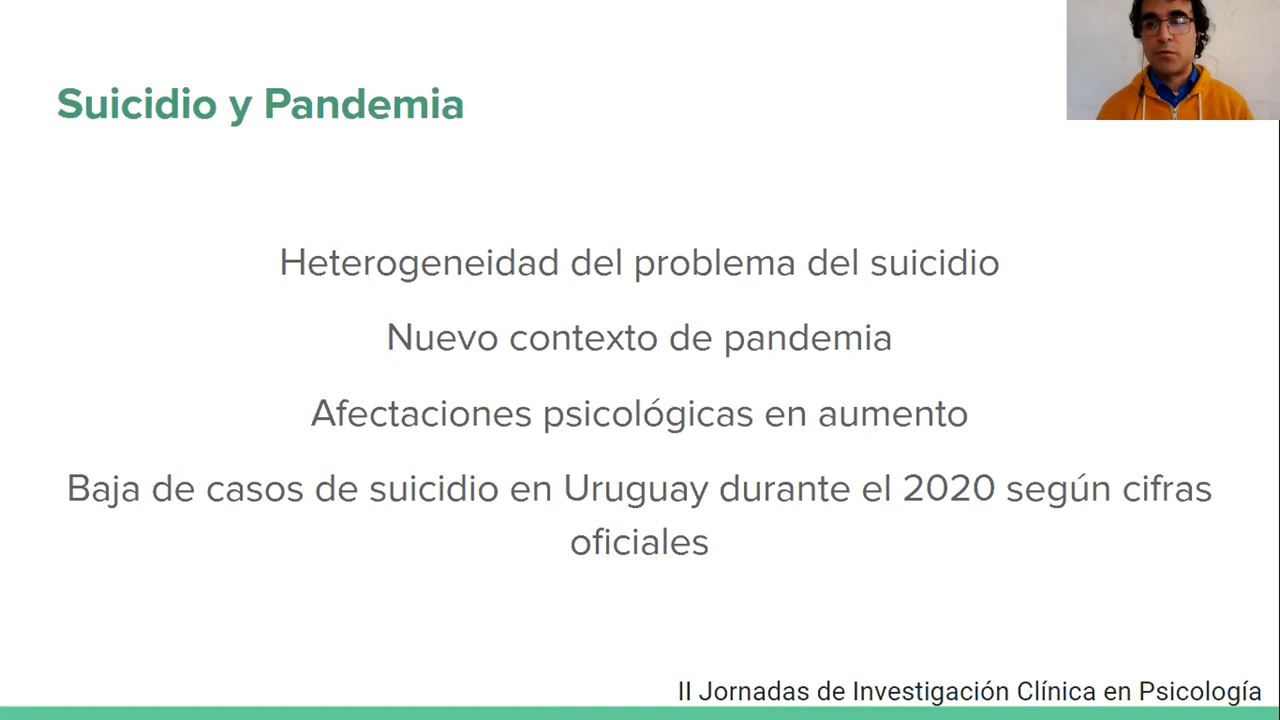 Suicidio y Pandemia
Heterogeneidad del problema del suicidio
Nuevo contexto de pandemia
Afectaciones psicológicas en aumento
Baja de casos de suicidio en Uruguay durante el 2020 según cifras
oficiales
II Jornadas de Investigación Clínica en Psicología